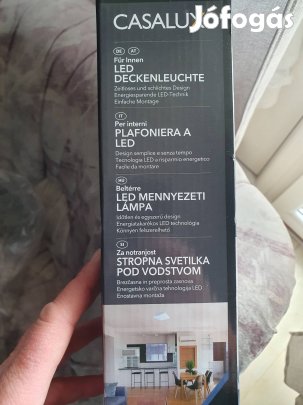 Jófogás
CASALUX
DE AT
Für Innen
LED
DECKENLEUCHTE
Zeitloses und schlichtes Design
Energiesparende LED-Technik
Einfache Montage
IT
Per interni
PLAFONIERA A
LED
Design semplice e senza tempo
Tecnologia LED a risparmio energetico
Facile da montare
HU
Beltérre
LED MENNYEZETI
LÁMPA
Időtlen és egyszerű design
Energiatakarékos LED technológia
Könnyen felszerelhető
SI
Za notranjost
STROPNA SVETILKA
POD VODSTVOM
Brezčasna in preprosta zasnova
Energetsko varčna tehnologija LED
Enostavna montaža